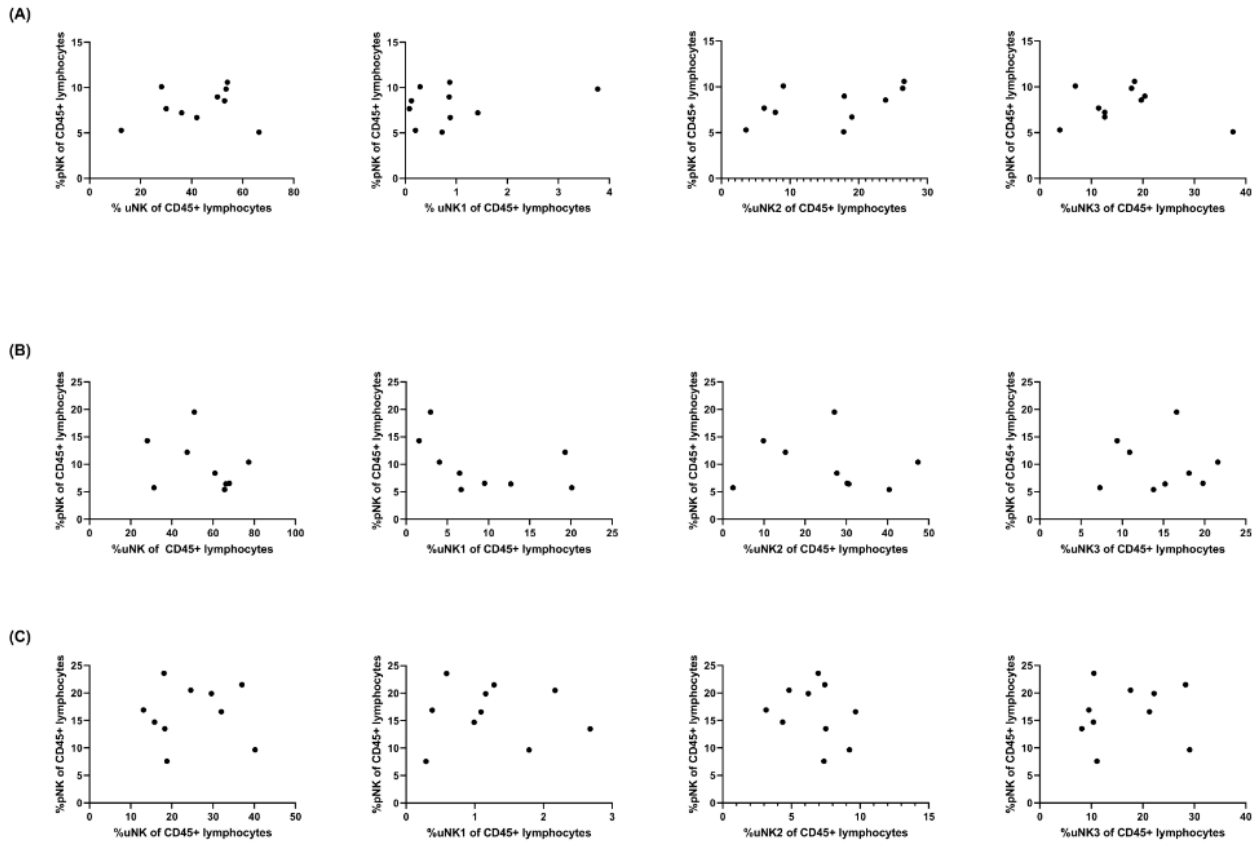 (A)
%pNK of CD45+ lymphocytes
15
10
5
0
0 20 40 60 80
% uNK of CD45+ lymphocytes
%pNK of CD45+ lymphocytes
15
10
5
0
0 1 2 3 4
% uNK1 of CD45+ lymphocytes
%pNK of CD45+ lymphocytes
15
10
5
0
0 10 20 30
%uNK2 of CD45+ lymphocytes
%pNK of CD45+ lymphocytes
15
10
5
0
0 10 20 30 40
%uNK3 of CD45+ lymphocytes
(B)
%pNK of CD45+ lymphocytes
25
20
15
10
5
0
0 20 40 60 80 100
%uNK of CD45+ lymphocytes
%pNK of CD45+ lymphocytes
25
20
15
10
5
0
0 5 10 15 20 25
%uNK1 of CD45+ lymphocytes
%pNK of CD45+ lymphocytes
25
20
15
10
5
0
0 10 20 30 40 50
%uNK2 of CD45+ lymphocytes
%pNK of CD45+ lymphocytes
25
20
15
10
5
0
0 5 10 15 20 25
%uNK3 of CD45+ lymphocytes
(C)
%pNK of CD45+ lymphocytes
25
20
15
10
5
0
0 10 20 30 40 50
%uNK of CD45+ lymphocytes
%pNK of CD45+ lymphocytes
25
20
15
10
5
0
0 1 2 3
%uNK1 of CD45+ lymphocytes
%pNK of CD45+ lymphocytes
25
20
15
10
5
0
0 5 10 15
%uNK2 of CD45+ lymphocytes
%pNK of CD45+ lymphocytes
25
20
15
10
5
0
0 10 20 30 40
%uNK3 of CD45+ lymphocytes